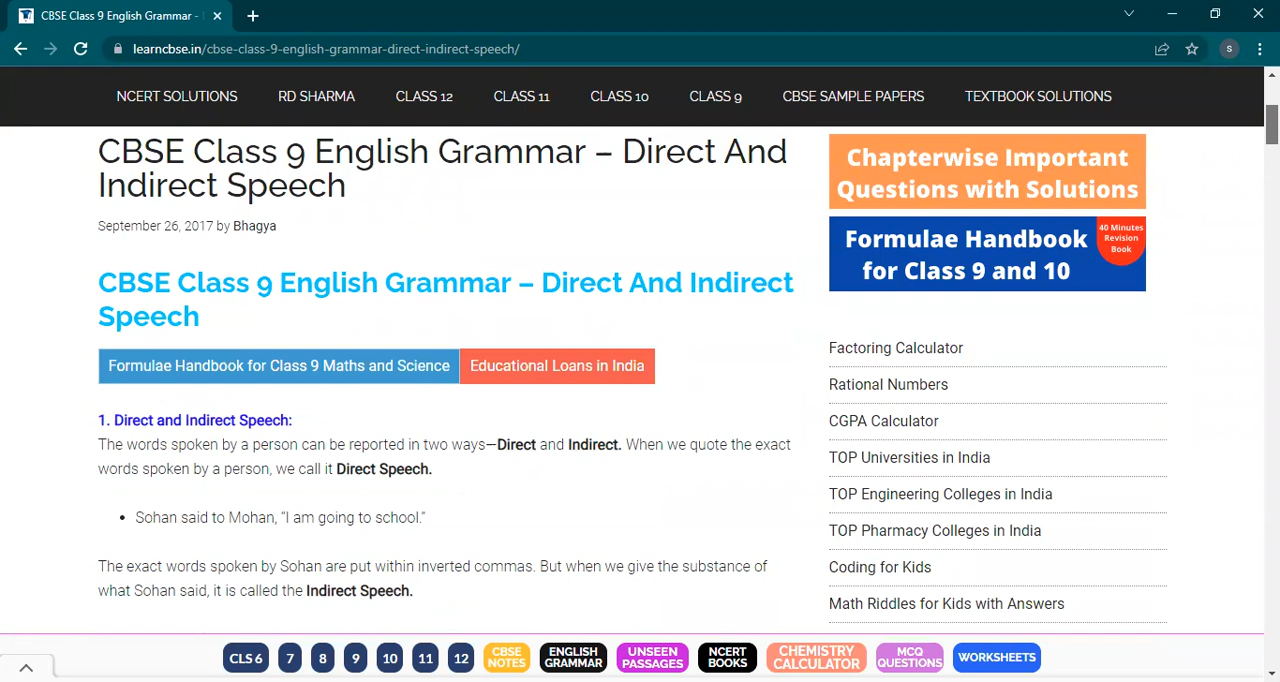 CBSE Class 9 English Grammar -
S
learncbse.in/cbse-class-9-english-grammar-direct-indirect-speech/
NCERT SOLUTIONS RD SHARMA CLASS 12 CLASS 11 CLASS 10 CLASS 9 CBSE SAMPLE PAPERS TEXTBOOK SOLUTIONS
CBSE Class 9 English Grammar – Direct And
Indirect Speech
September 26, 2017 by Bhagya
CBSE Class 9 English Grammar – Direct And Indirect
Speech
Formulae Handbook for Class 9 Maths and Science Educational Loans in India
1. Direct and Indirect Speech:
The words spoken by a person can be reported in two ways—Direct and Indirect. When we quote the exact
words spoken by a person, we call it Direct Speech.
• Sohan said to Mohan, “I am going to school.”
The exact words spoken by Sohan are put within inverted commas. But when we give the substance of
what Sohan said, it is called the Indirect Speech.
Chapterwise Important
Questions with Solutions
Formulae Handbook
for Class 9 and 10
40 Minutes
Revision
Book
Factoring Calculator
Rational Numbers
CGPA Calculator
TOP Universities in India
TOP Engineering Colleges in India
TOP Pharmacy Colleges in India
Coding for Kids
Math Riddles for Kids with Answers
CLS 6 7 8 9 10 11 12 CBSE NOTES ENGLISH GRAMMAR UNSEEN PASSAGES NCERT BOOKS CHEMISTRY CALCULATOR MCQ QUESTIONS WORKSHEETS